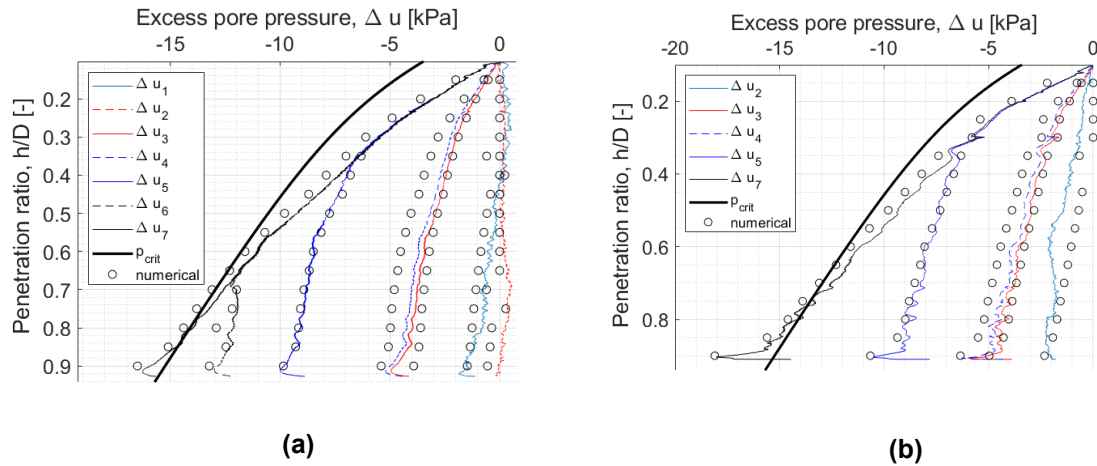 Excess pore pressure, Δ u [kPa]
-15 -10 -5 0
Penetration ratio, h/D [-]
0.2
0.3
0.4
0.5
0.6
0.7
0.8
0.9
Δ u1
Δ u2
Δ u3
Δ u4
Δ u5
Δ u6
Δ u7
pcrit
numerical
(a)
Excess pore pressure, Δ u [kPa]
-20 -15 -10 -5 0
Penetration ratio, h/D [-]
0.2
0.4
0.6
0.8
Δ u2
Δ u3
Δ u4
Δ u5
Δ u7
pcrit
numerical
(b)